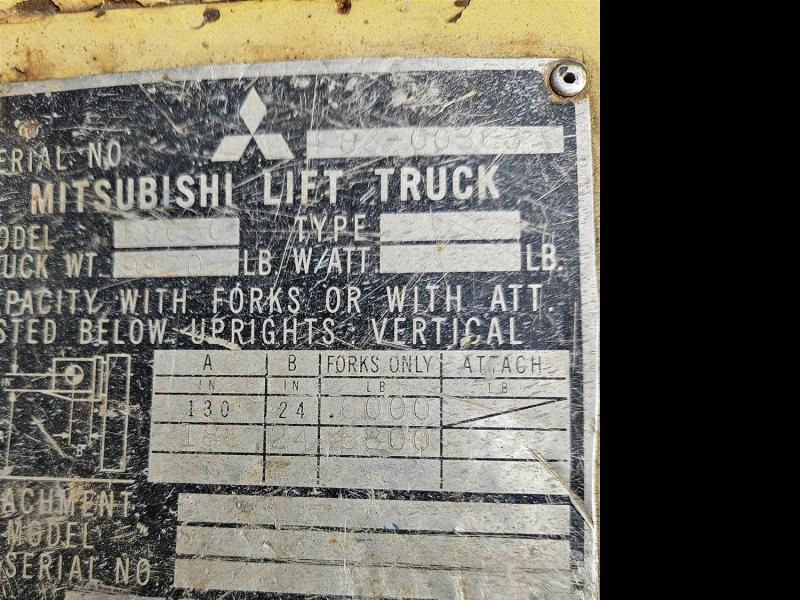 ERIAL NO
MITSUBISHI LIFT TRUCK
ODEL TYPE
UCK WT. LB. W/ATT. LB.
APACITY WITH FORKS OR WITH ATT.
STED BELOW UPRIGHTS VERTICAL
A B FORKS ONLY ATTACH
IN IN LB LB
130 24
24
ACHMENT
MODEL
SERIAL NO.